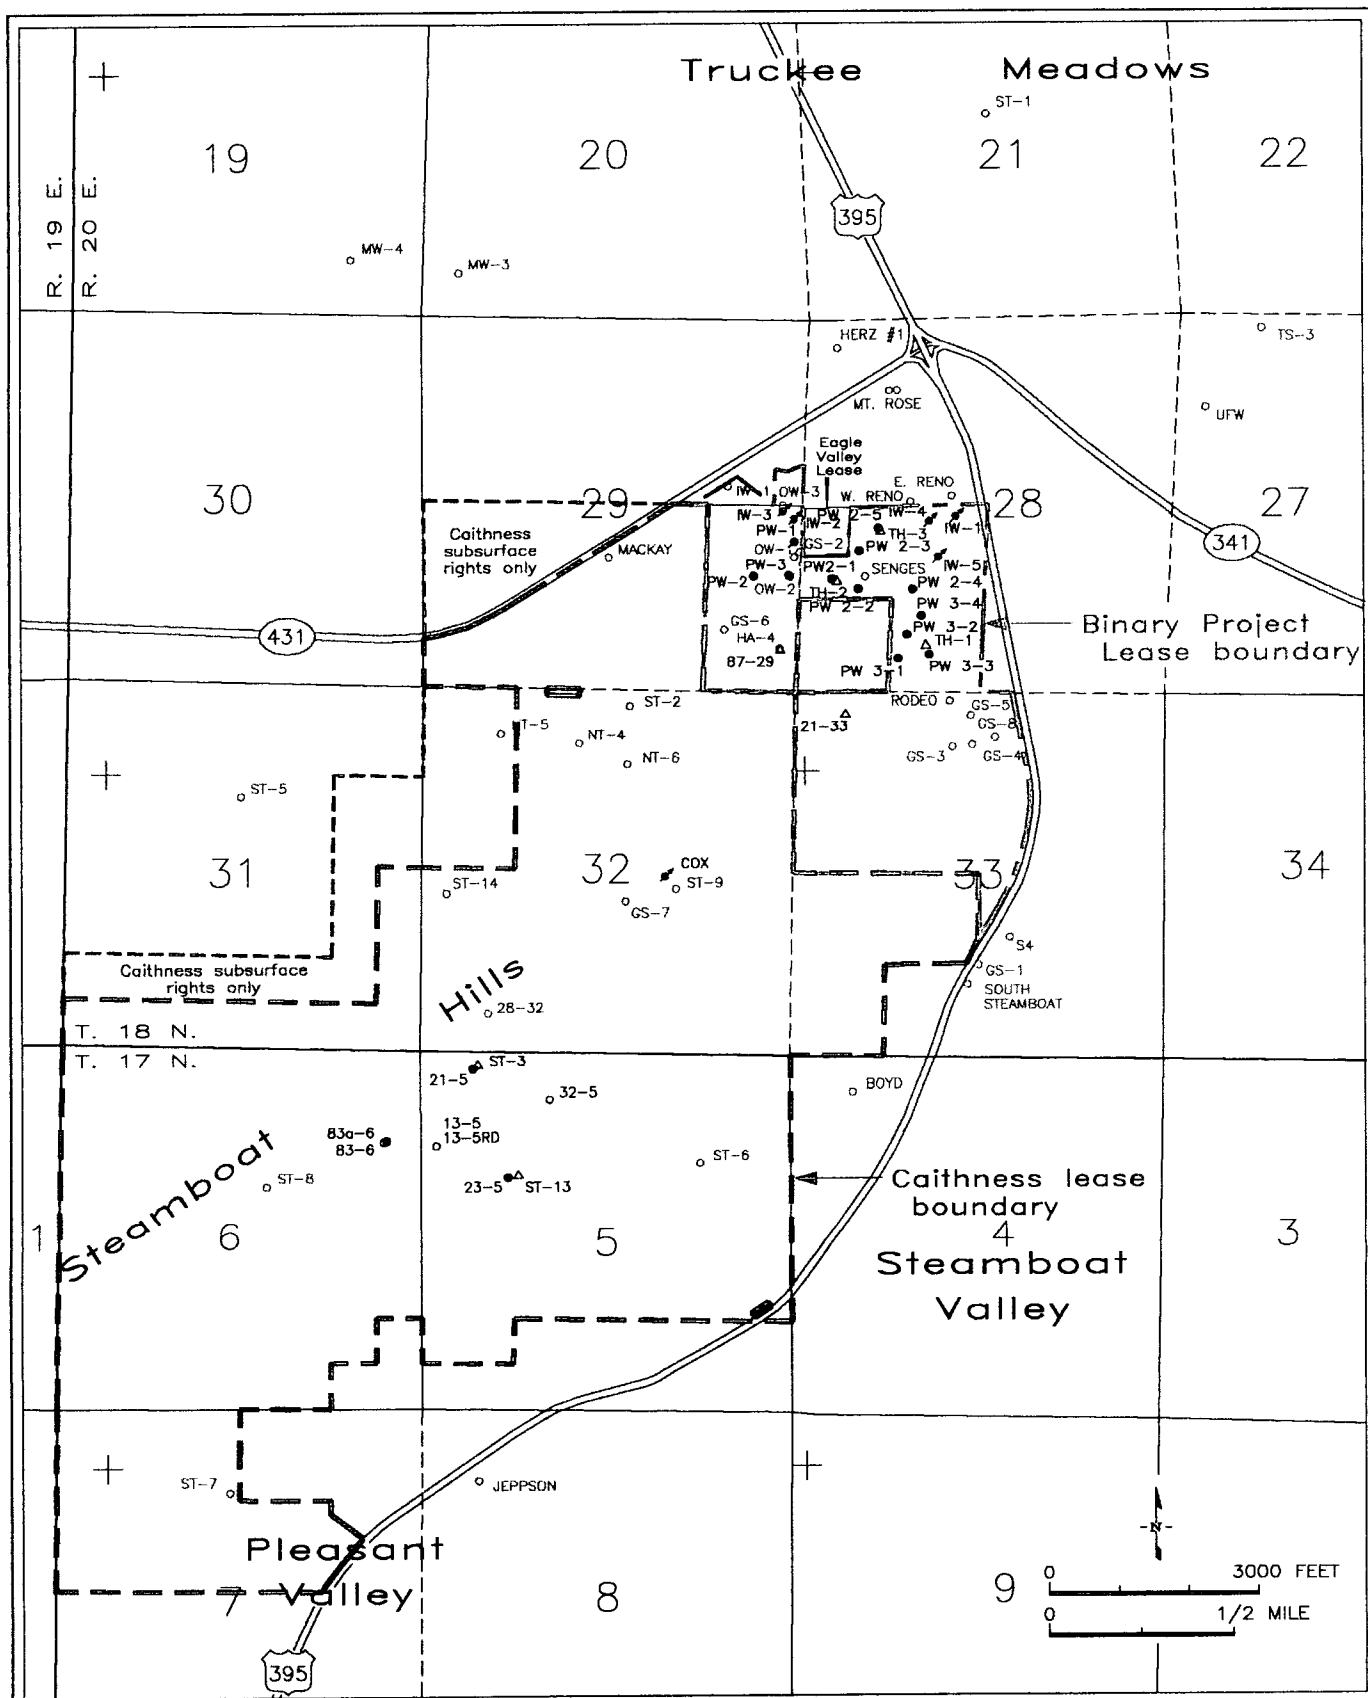 Truckee Meadows
ST-1
19
20
21
22
R. 19 E.
R. 20 E.
395
MW-4
MW-3
HERZ #1
TS-3
MT. ROSE
UFW
Eagle
Valley
Lease
30
29
28
27
IW-1
OW-3
W. RENO
E. RENO
IW-3
PW-1
IW-2
PW 2-5
IW-4
IW-1
TH-3
OW-1
GS-2
PW 2-3
341
Caithness
subsurface
rights only
MACKAY
PW-3
PW-2
OW-2
PW2-1
SENGES
IW-5
TH-2
PW 2-2
PW 2-4
PW 3-4
431
GS-6
HA-4
87-29
PW 3-2
TH-1
PW 3-1
PW 3-3
Binary Project
Lease boundary
ST-2
RODEO
GS-5
GS-8
T-5
NT-4
21-33
NT-6
GS-3
GS-4
ST-5
31
32
33
34
COX
ST-14
ST-9
GS-7
S4
Caithness subsurface
rights only
GS-1
SOUTH
STEAMBOAT
Hills
28-32
T. 18 N.
T. 17 N.
ST-3
21-5
32-5
BOYD
83a-6
83-6
13-5
13-5RD
ST-6
ST-8
23-5
ST-13
Caithness lease
boundary
Steamboat
1
6
5
4
3
Steamboat
Valley
ST-7
JEPPSON
Pleasant
Valley
7
8
9
-N-
0 3000 FEET
0 1/2 MILE
395